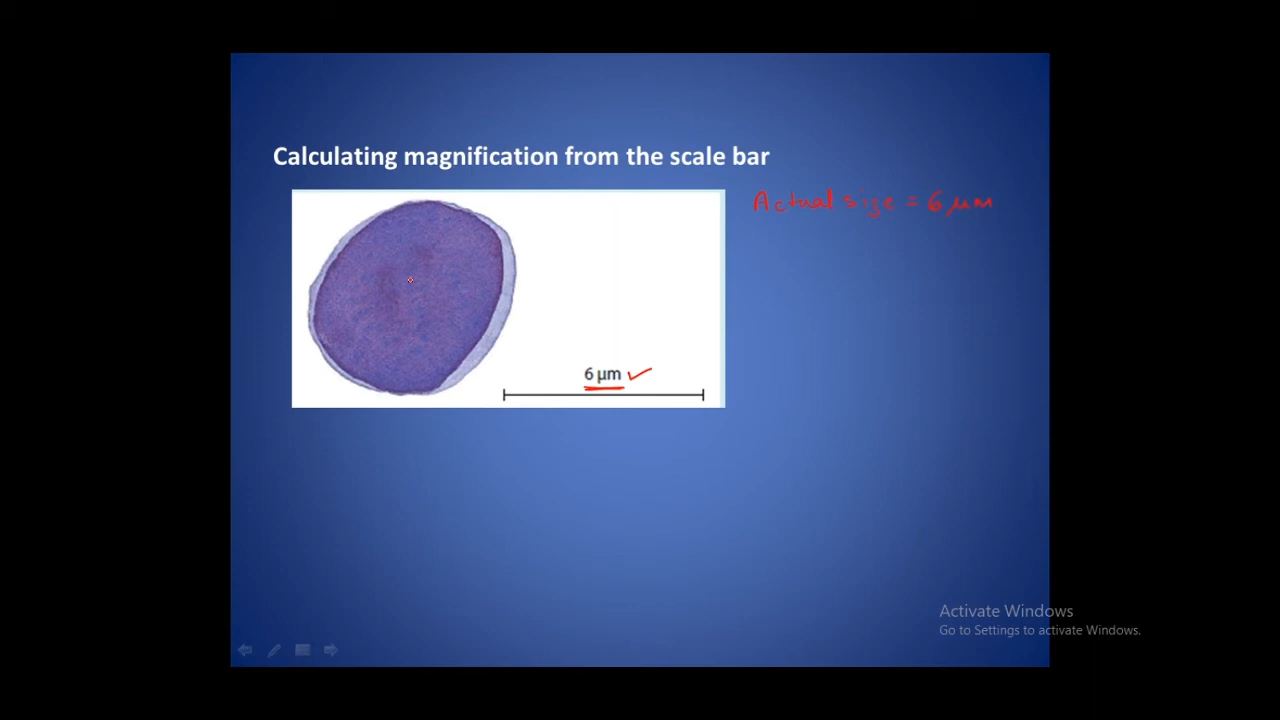 Calculating magnification from the scale bar
Actual size = 6 μm
6 μm
Activate Windows
Go to Settings to activate Windows.